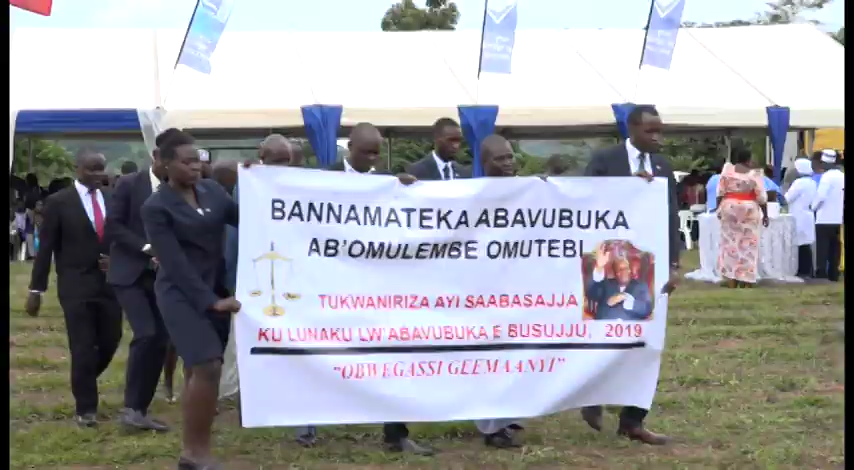 BANNAMATEKA ABAVUBUKA
AB'OMULEMBE OMUTEBI
TUKWANIRIZA AYI SAABASAJJA
KU LUNAKU LW'ABAVUBUKA E BUSUJJU, 2019
"OBWEGASSI GEEMAANYI"